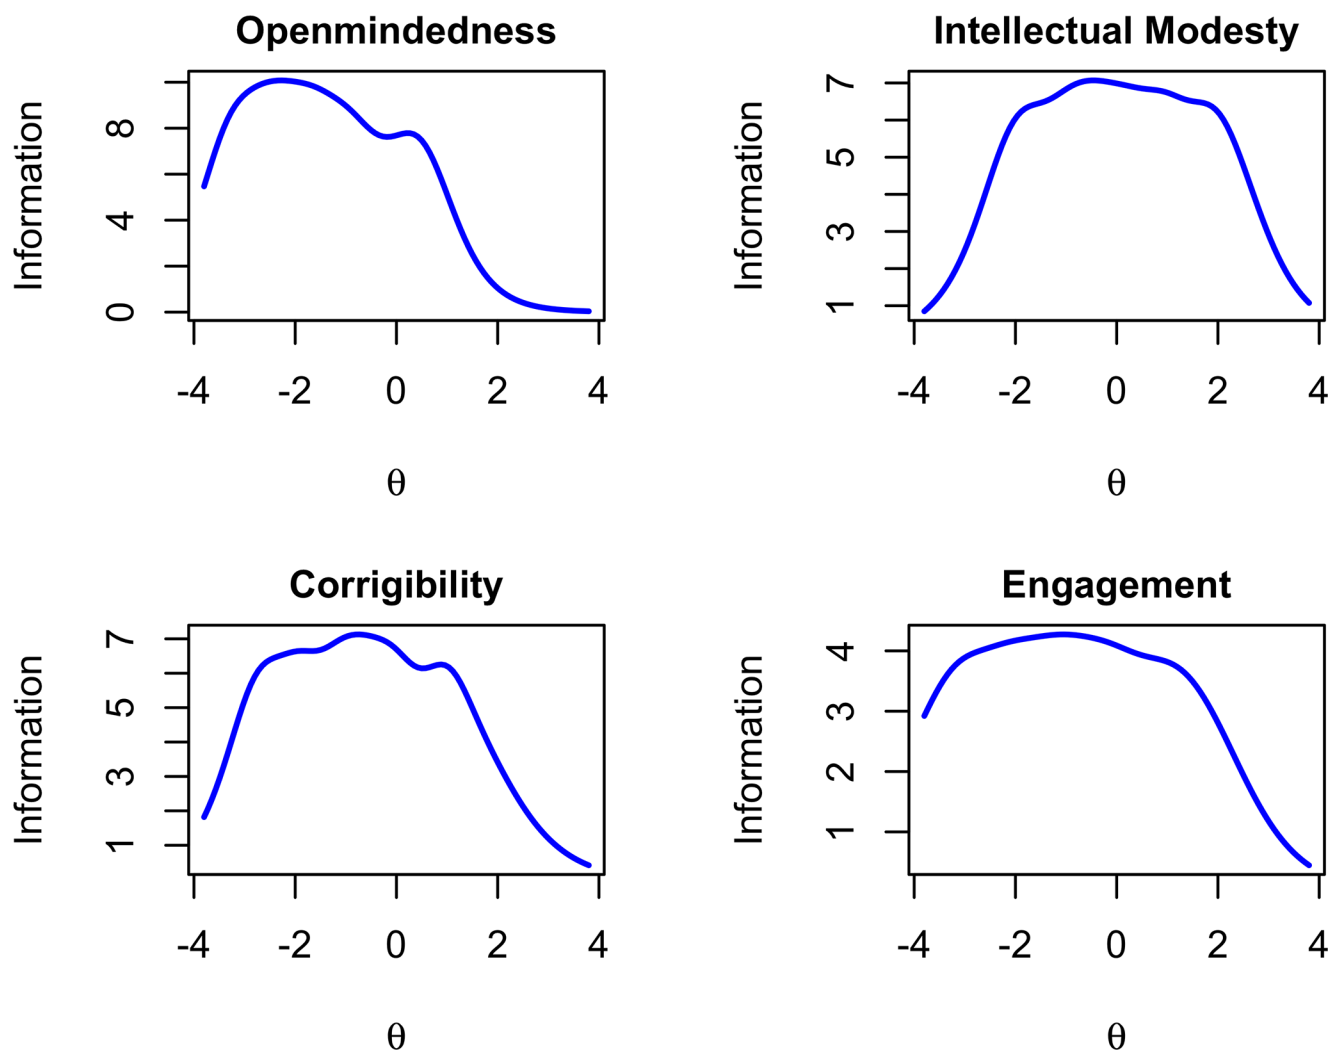 Openmindedness
Information
0 4 8
-4 -2 0 2 4
θ
Intellectual Modesty
Information
1 3 5 7
-4 -2 0 2 4
θ
Corrigibility
Information
1 3 5 7
-4 -2 0 2 4
θ
Engagement
Information
1 2 3 4
-4 -2 0 2 4
θ